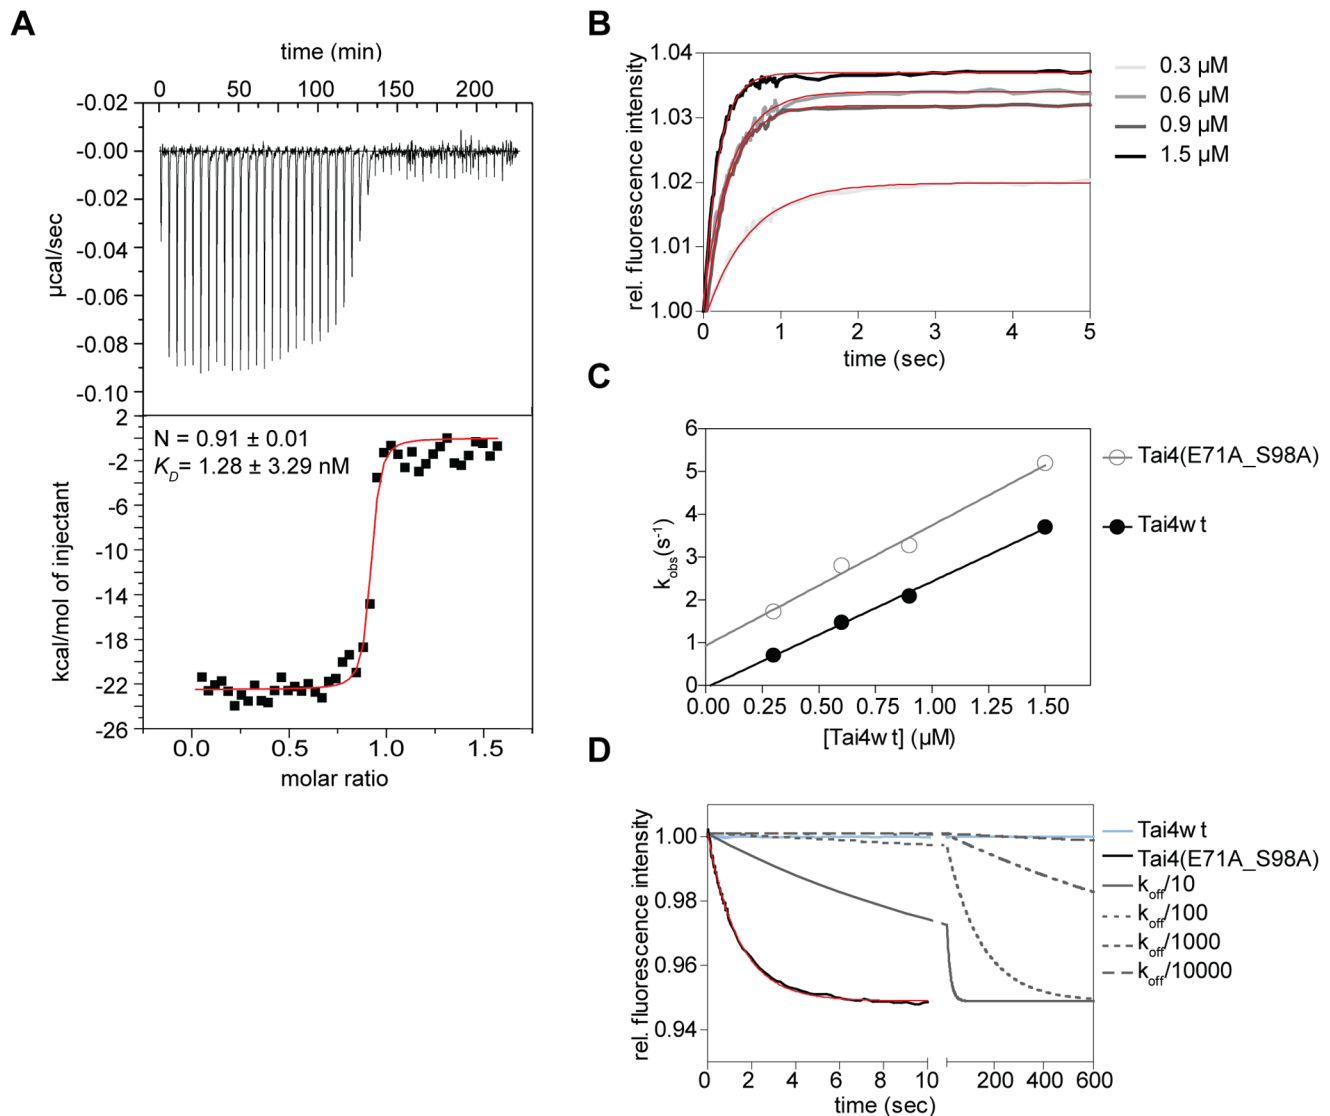 A
time (min)
0 50 100 150 200
-0.02
-0.00
-0.02
-0.04
-0.06
-0.08
-0.10
µcal/sec
2
-2
-6
-10
-14
-18
-22
-26
kcal/mol of injectant
N = 0.91 ± 0.01
K_D= 1.28 ± 3.29 nM
0.0 0.5 1.0 1.5
molar ratio
B
1.04
1.03
1.02
1.01
1.00
rel. fluorescence intensity
0 1 2 3 4 5
time (sec)
0.3 µM
0.6 µM
0.9 µM
1.5 µM
C
6
5
4
3
2
1
0
k_obs(s⁻¹)
0.00 0.25 0.50 0.75 1.00 1.25 1.50
[Tai4w t] (µM)
Tai4(E71A_S98A)
Tai4w t
D
1.00
0.98
0.96
0.94
rel. fluorescence intensity
0 2 4 6 8 10 200 400 600
time (sec)
Tai4w t
Tai4(E71A_S98A)
k_off/10
k_off/100
k_off/1000
k_off/10000